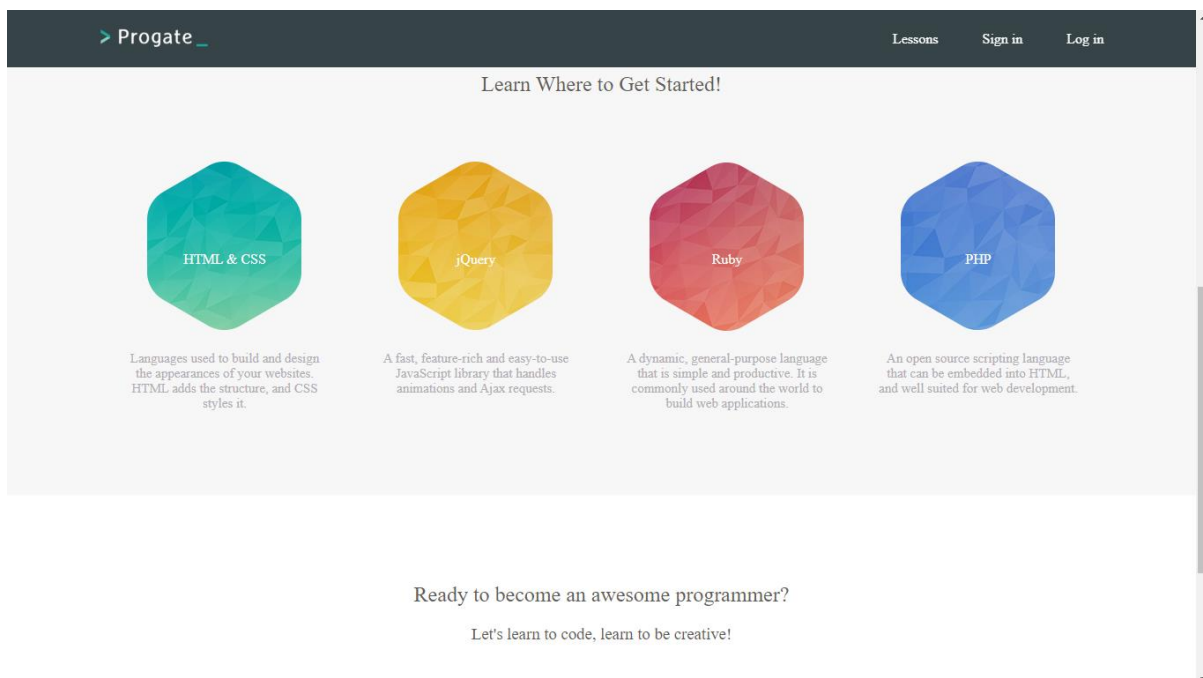 > Progate_
Lessons Sign in Log in
Learn Where to Get Started!
HTML & CSS
jQuery
Ruby
PHP
Languages used to build and design
the appearances of your websites.
HTML adds the structure, and CSS
styles it.
A fast, feature-rich and easy-to-use
JavaScript library that handles
animations and Ajax requests.
A dynamic, general-purpose language
that is simple and productive. It is
commonly used around the world to
build web applications.
An open source scripting language
that can be embedded into HTML,
and well suited for web development.
Ready to become an awesome programmer?
Let's learn to code, learn to be creative!